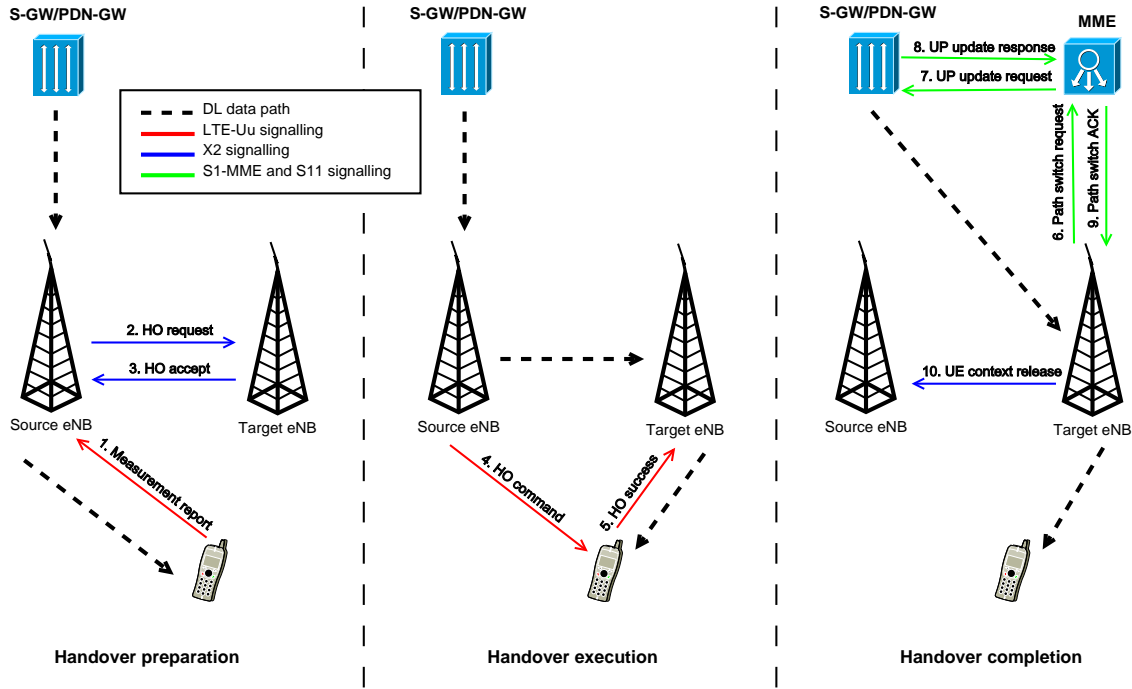 S-GW/PDN-GW
DL data path
LTE-Uu signalling
X2 signalling
S1-MME and S11 signalling
2. HO request
3. HO accept
Source eNB
Target eNB
1. Measurement report
Handover preparation
S-GW/PDN-GW
Source eNB
Target eNB
4. HO command
5. HO success
Handover execution
S-GW/PDN-GW
MME
8. UP update response
7. UP update request
6. Path switch request
9. Path switch ACK
10. UE context release
Source eNB
Target eNB
Handover completion